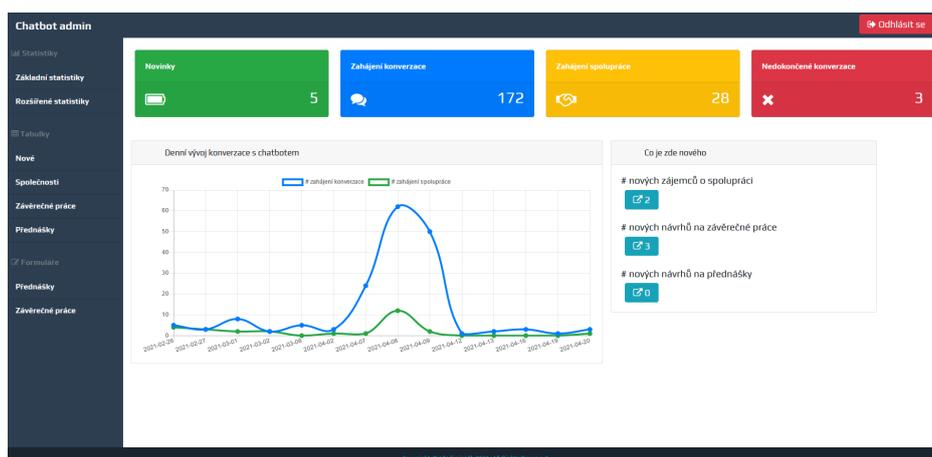 Chatbot admin
Odhlásit se
Statistiky
Základní statistiky
Rozšířené statistiky
Tabulky
Nové
Společnosti
Závěrečné práce
Přednášky
Formuláře
Přednášky
Závěrečné práce
Novinky
5
Zahájení konverzace
172
Zahájení spolupráce
28
Nedokončené konverzace
3
Denní vývoj konverzace s chatbotem
# zahájení konverzace # zahájení spolupráce
70
60
50
40
30
20
10
0
2021-02-26 2021-02-27 2021-03-01 2021-03-02 2021-03-06 2021-04-02 2021-04-07 2021-04-08 2021-04-09 2021-04-12 2021-04-13 2021-04-16 2021-04-19 2021-04-20
Co je zde nového
# nových zájemců o spolupráci
2
# nových návrhů na závěrečné práce
3
# nových návrhů na přednášky
0